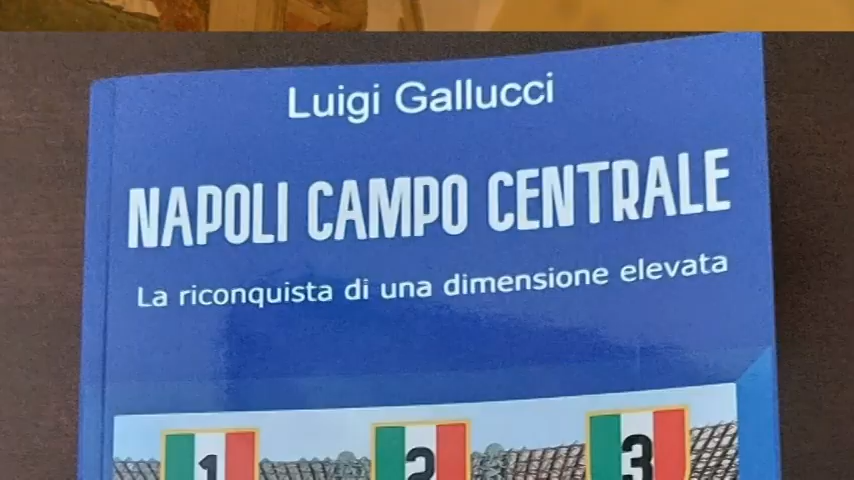 Luigi Gallucci
NAPOLI CAMPO CENTRALE
La riconquista di una dimensione elevata
1 2 3